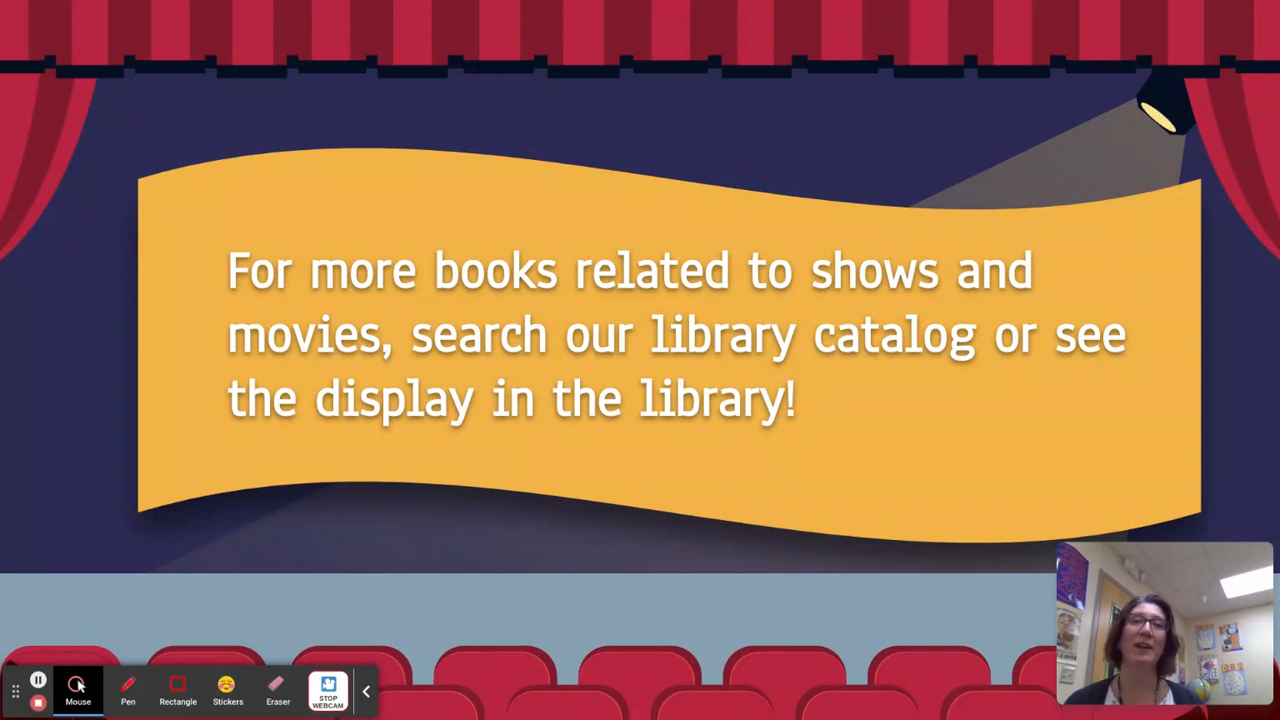 For more books related to shows and
movies, search our library catalog or see
the display in the library!
Mouse
Pen
Rectangle
Stickers
Eraser
STOP
WEBCAM